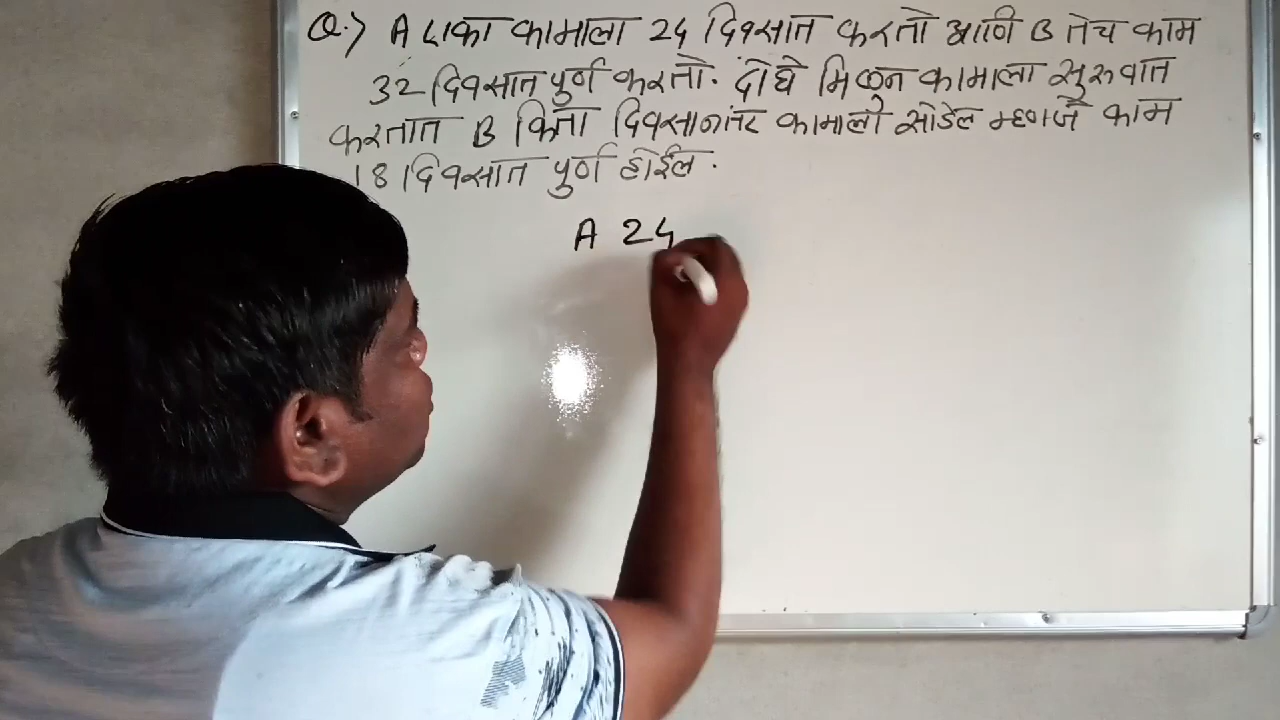 Q.> A एका कामाला 24 दिवसात करतो आणि B तेच काम
32 दिवसात पुर्ण करतो. दोघे मिळून कामाला सुरुवात
करतात B किती दिवसानंतर कामाला सोडेल म्हणजे काम
18 दिवसात पुर्ण होईल.
A 24